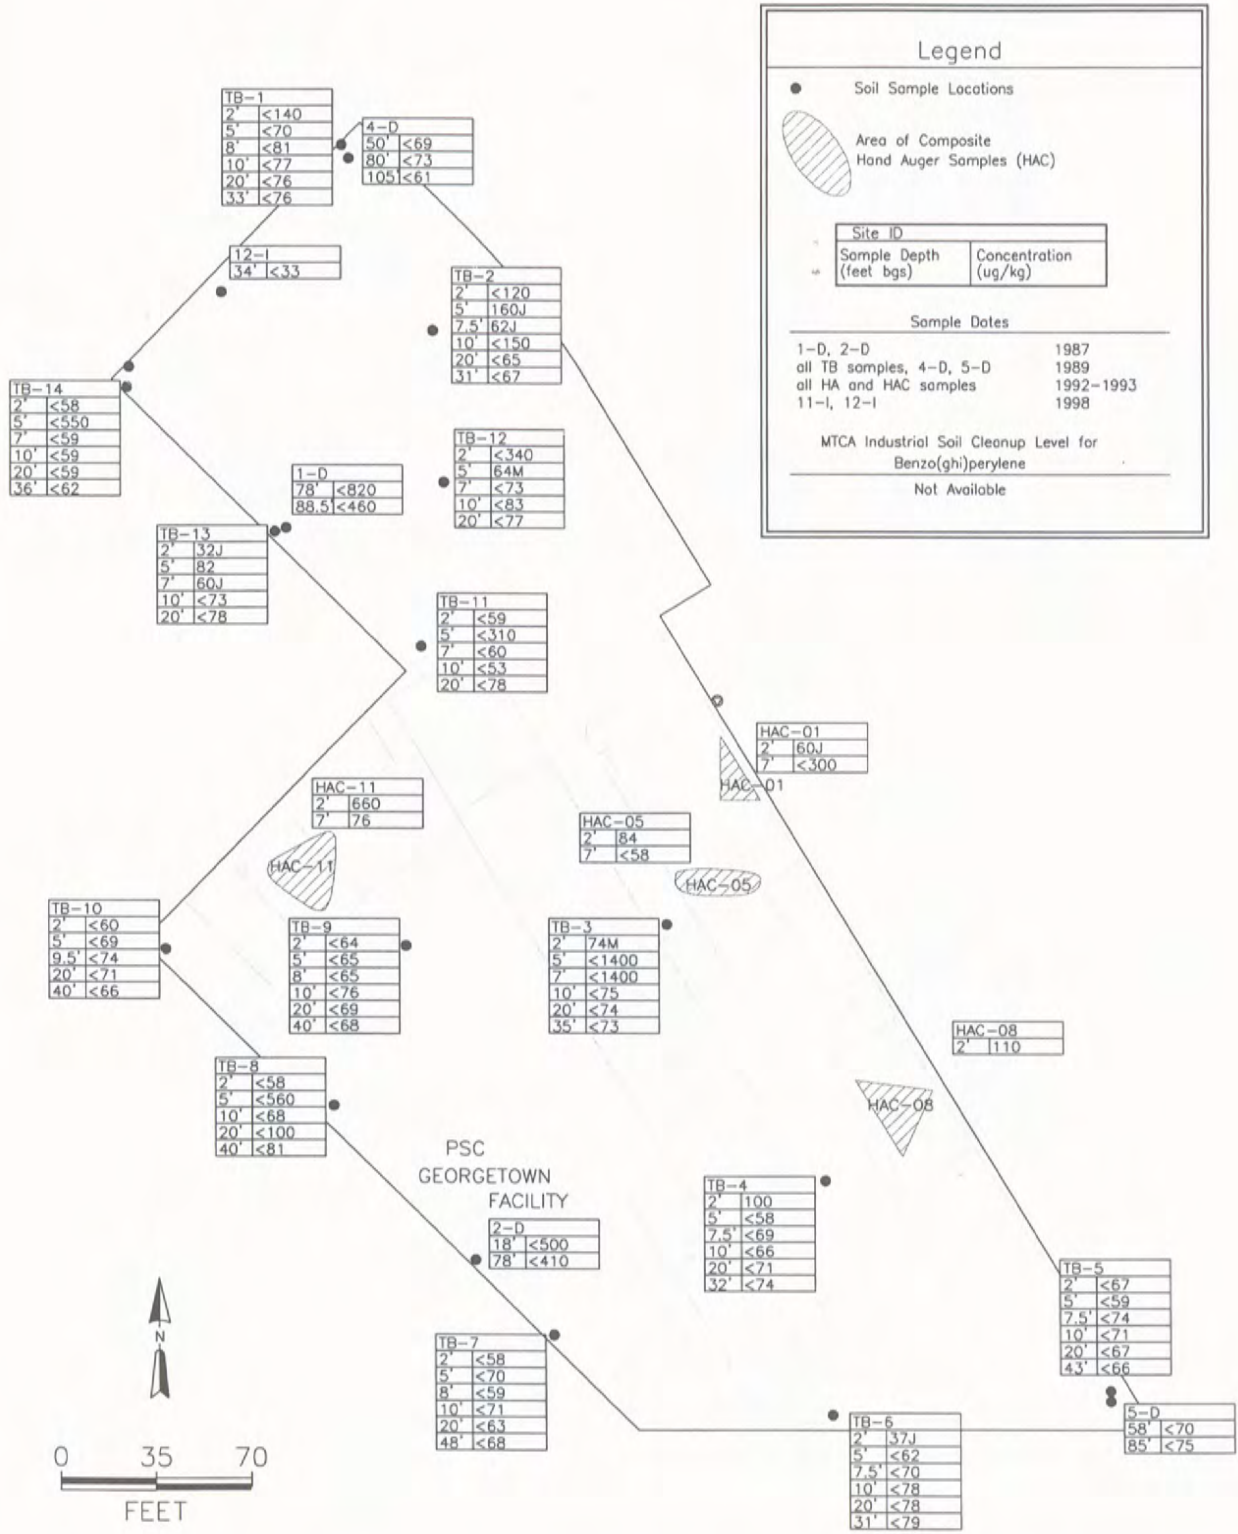 Legend
Soil Sample Locations
Area of Composite
Hand Auger Samples (HAC)
Site ID
Sample Depth
(feet bgs)
Concentration
(ug/kg)
Sample Dates
1-D, 2-D 1987
all TB samples, 4-D, 5-D 1989
all HA and HAC samples 1992-1993
11-I, 12-I 1998
MTCA Industrial Soil Cleanup Level for
Benzo(ghi)perylene
Not Available
TB-1
2' <140
5' <70
8' <81
10' <77
20' <76
33' <76
4-D
50' <69
80' <73
105' <61
12-I
34' <33
TB-2
2' <120
5' 160J
7.5' 62J
10' <150
20' <65
31' <67
TB-14
2' <58
5' <550
7' <59
10' <59
20' <59
36' <62
TB-12
2' <340
5' 64M
7' <73
10' <83
20' <77
1-D
78' <820
88.5' <460
TB-13
2' 32J
5' 82
7' 60J
10' <73
20' <78
TB-11
2' <59
5' <310
7' <60
10' <53
20' <78
HAC-01
2' 60J
7' <300
HAC-01
HAC-11
2' 660
7' 76
HAC-11
HAC-05
2' 84
7' <58
HAC-05
TB-10
2' <60
5' <69
9.5' <74
20' <71
40' <66
TB-9
2' <64
5' <65
8' <65
10' <76
20' <69
40' <68
TB-3
2' 74M
5' <1400
7' <1400
10' <75
20' <74
35' <73
HAC-08
2' 110
HAC-08
TB-8
2' <58
5' <560
10' <68
20' <100
40' <81
PSC
GEORGETOWN
FACILITY
2-D
18' <500
78' <410
TB-4
2' 100
5' <58
7.5' <69
10' <66
20' <71
32' <74
TB-5
2' <67
5' <59
7.5' <74
10' <71
20' <67
43' <66
TB-7
2' <58
5' <70
8' <59
10' <71
20' <63
48' <68
5-D
58' <70
85' <75
TB-6
2' 37J
5' <62
7.5' <70
10' <78
20' <78
31' <79
N
0 35 70
FEET